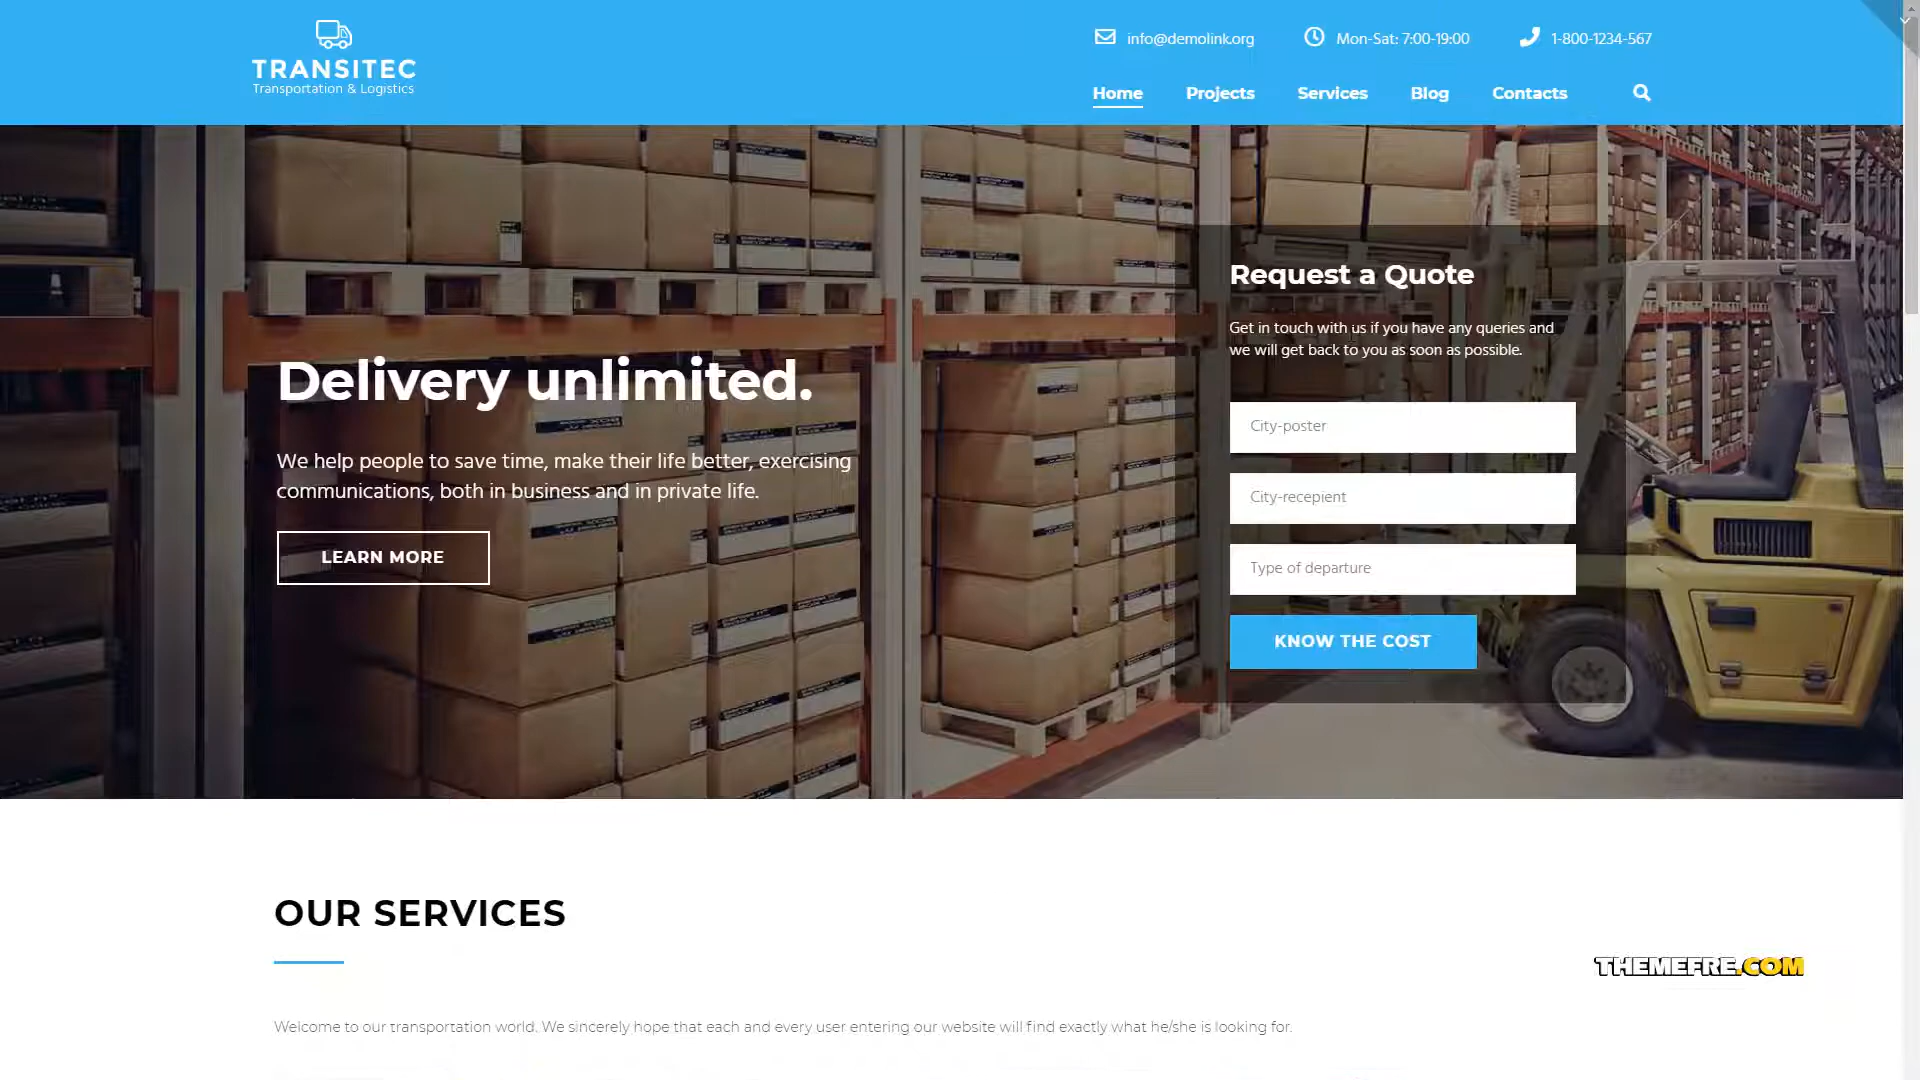 TRANSITEC
Transportation & Logistics
info@demolink.org
Mon-Sat: 7:00-19:00
1-800-1234-567
Home
Projects
Services
Blog
Contacts
Delivery unlimited.
We help people to save time, make their life better, exercising
communications, both in business and in private life.
LEARN MORE
Request a Quote
Get in touch with us if you have any queries and
we will get back to you as soon as possible.
City-poster
City-recepient
Type of departure
KNOW THE COST
OUR SERVICES
THEMEFRE.COM
Welcome to our transportation world. We sincerely hope that each and every user entering our website will find exactly what he/she is looking for.